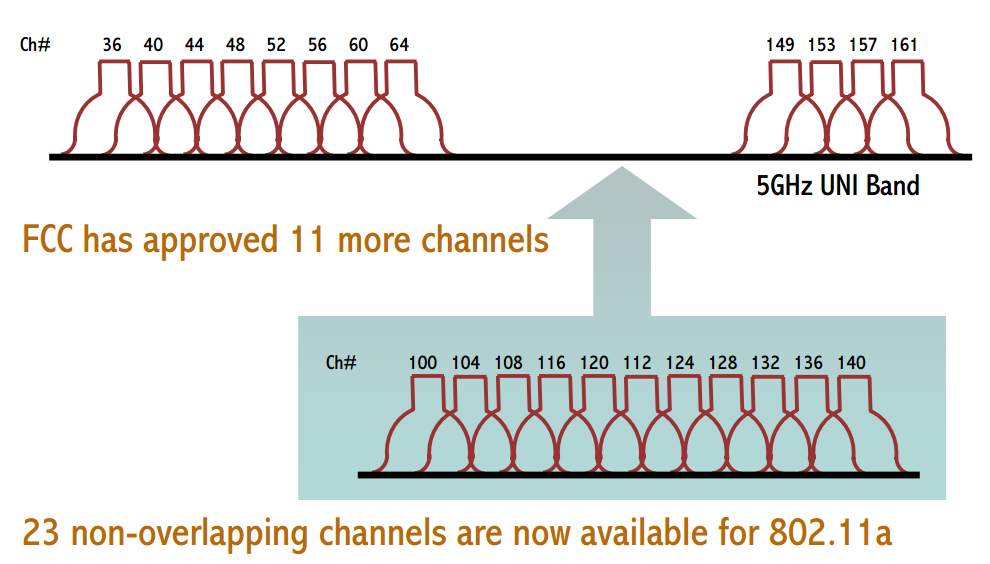 Ch# 36 40 44 48 52 56 60 64 149 153 157 161
5GHz UNI Band
FCC has approved 11 more channels
Ch# 100 104 108 116 120 112 124 128 132 136 140
23 non-overlapping channels are now available for 802.11a